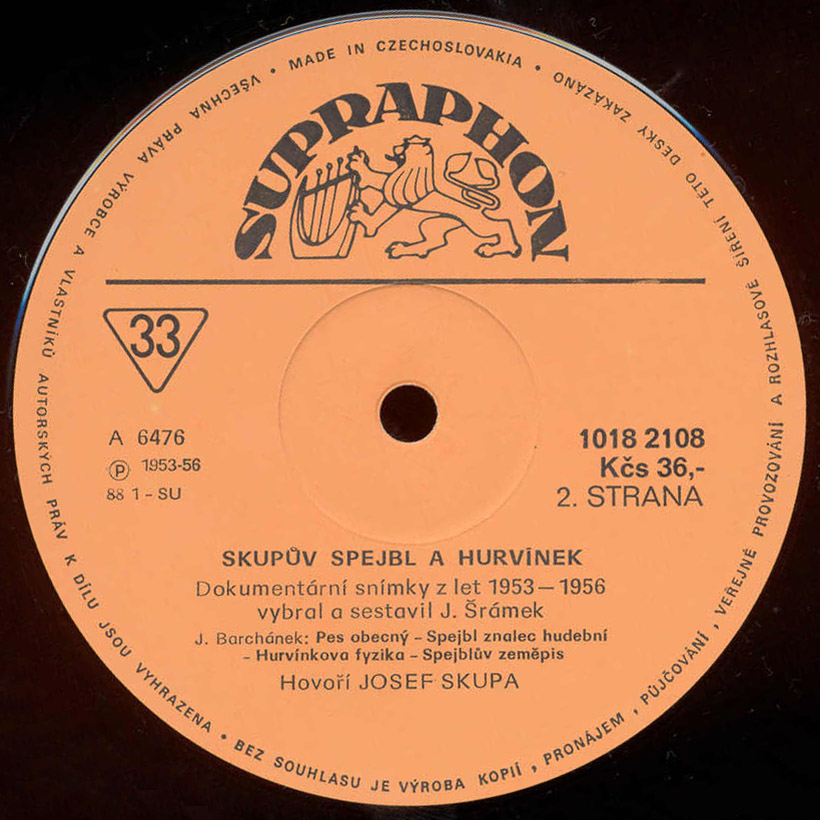 VŠECHNA PRÁVA VÝROBCE A VLASTNÍKŮ AUTORSKÝCH PRÁV K DÍLU JSOU VYHRAZENA • BEZ SOUHLASU JE VÝROBA KOPIÍ, PRONÁJEM, PŮJČOVÁNÍ, VEŘEJNÉ PROVOZOVÁNÍ A ROZHLASOVÉ ŠÍŘENÍ TÉTO DESKY ZAKÁZÁNO • MADE IN CZECHOSLOVAKIA •
SUPRAPHON
33
A 6476
Ⓟ 1953-56
88 1 - SU
1018 2108
Kčs 36,-
2. STRANA
SKUPŮV SPEJBL A HURVÍNEK
Dokumentární snímky z let 1953 — 1956
vybral a sestavil J. Šrámek
J. Barchánek: Pes obecný – Spejbl znalec hudební
– Hurvínkova fyzika – Spejblův zeměpis
Hovoří JOSEF SKUPA